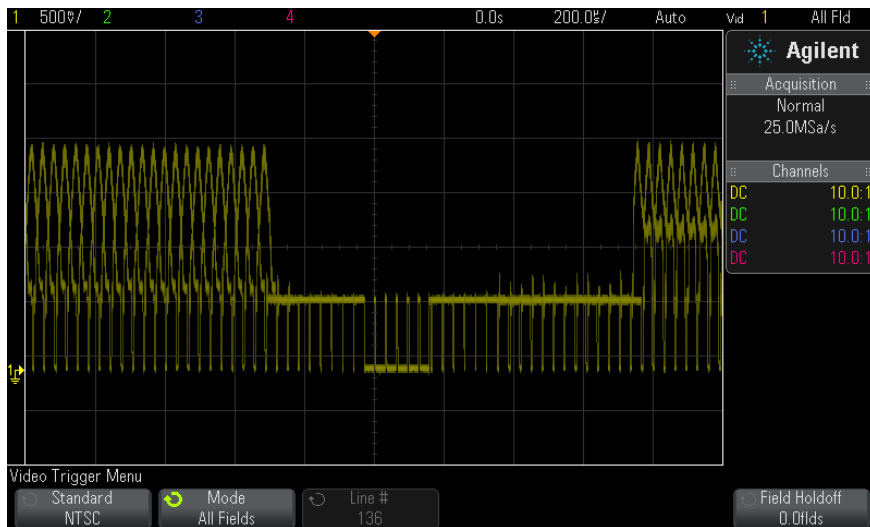 1 500♈/ 2 3 4 0.0s 200.0㎲/ Auto Vid 1 All Fld
Agilent
Acquisition
Normal
25.0MSa/s
Channels
DC 10.0:1
DC 10.0:1
DC 10.0:1
DC 10.0:1
1
Video Trigger Menu
Standard
NTSC
Mode
All Fields
Line #
136
Field Holdoff
0.0flds